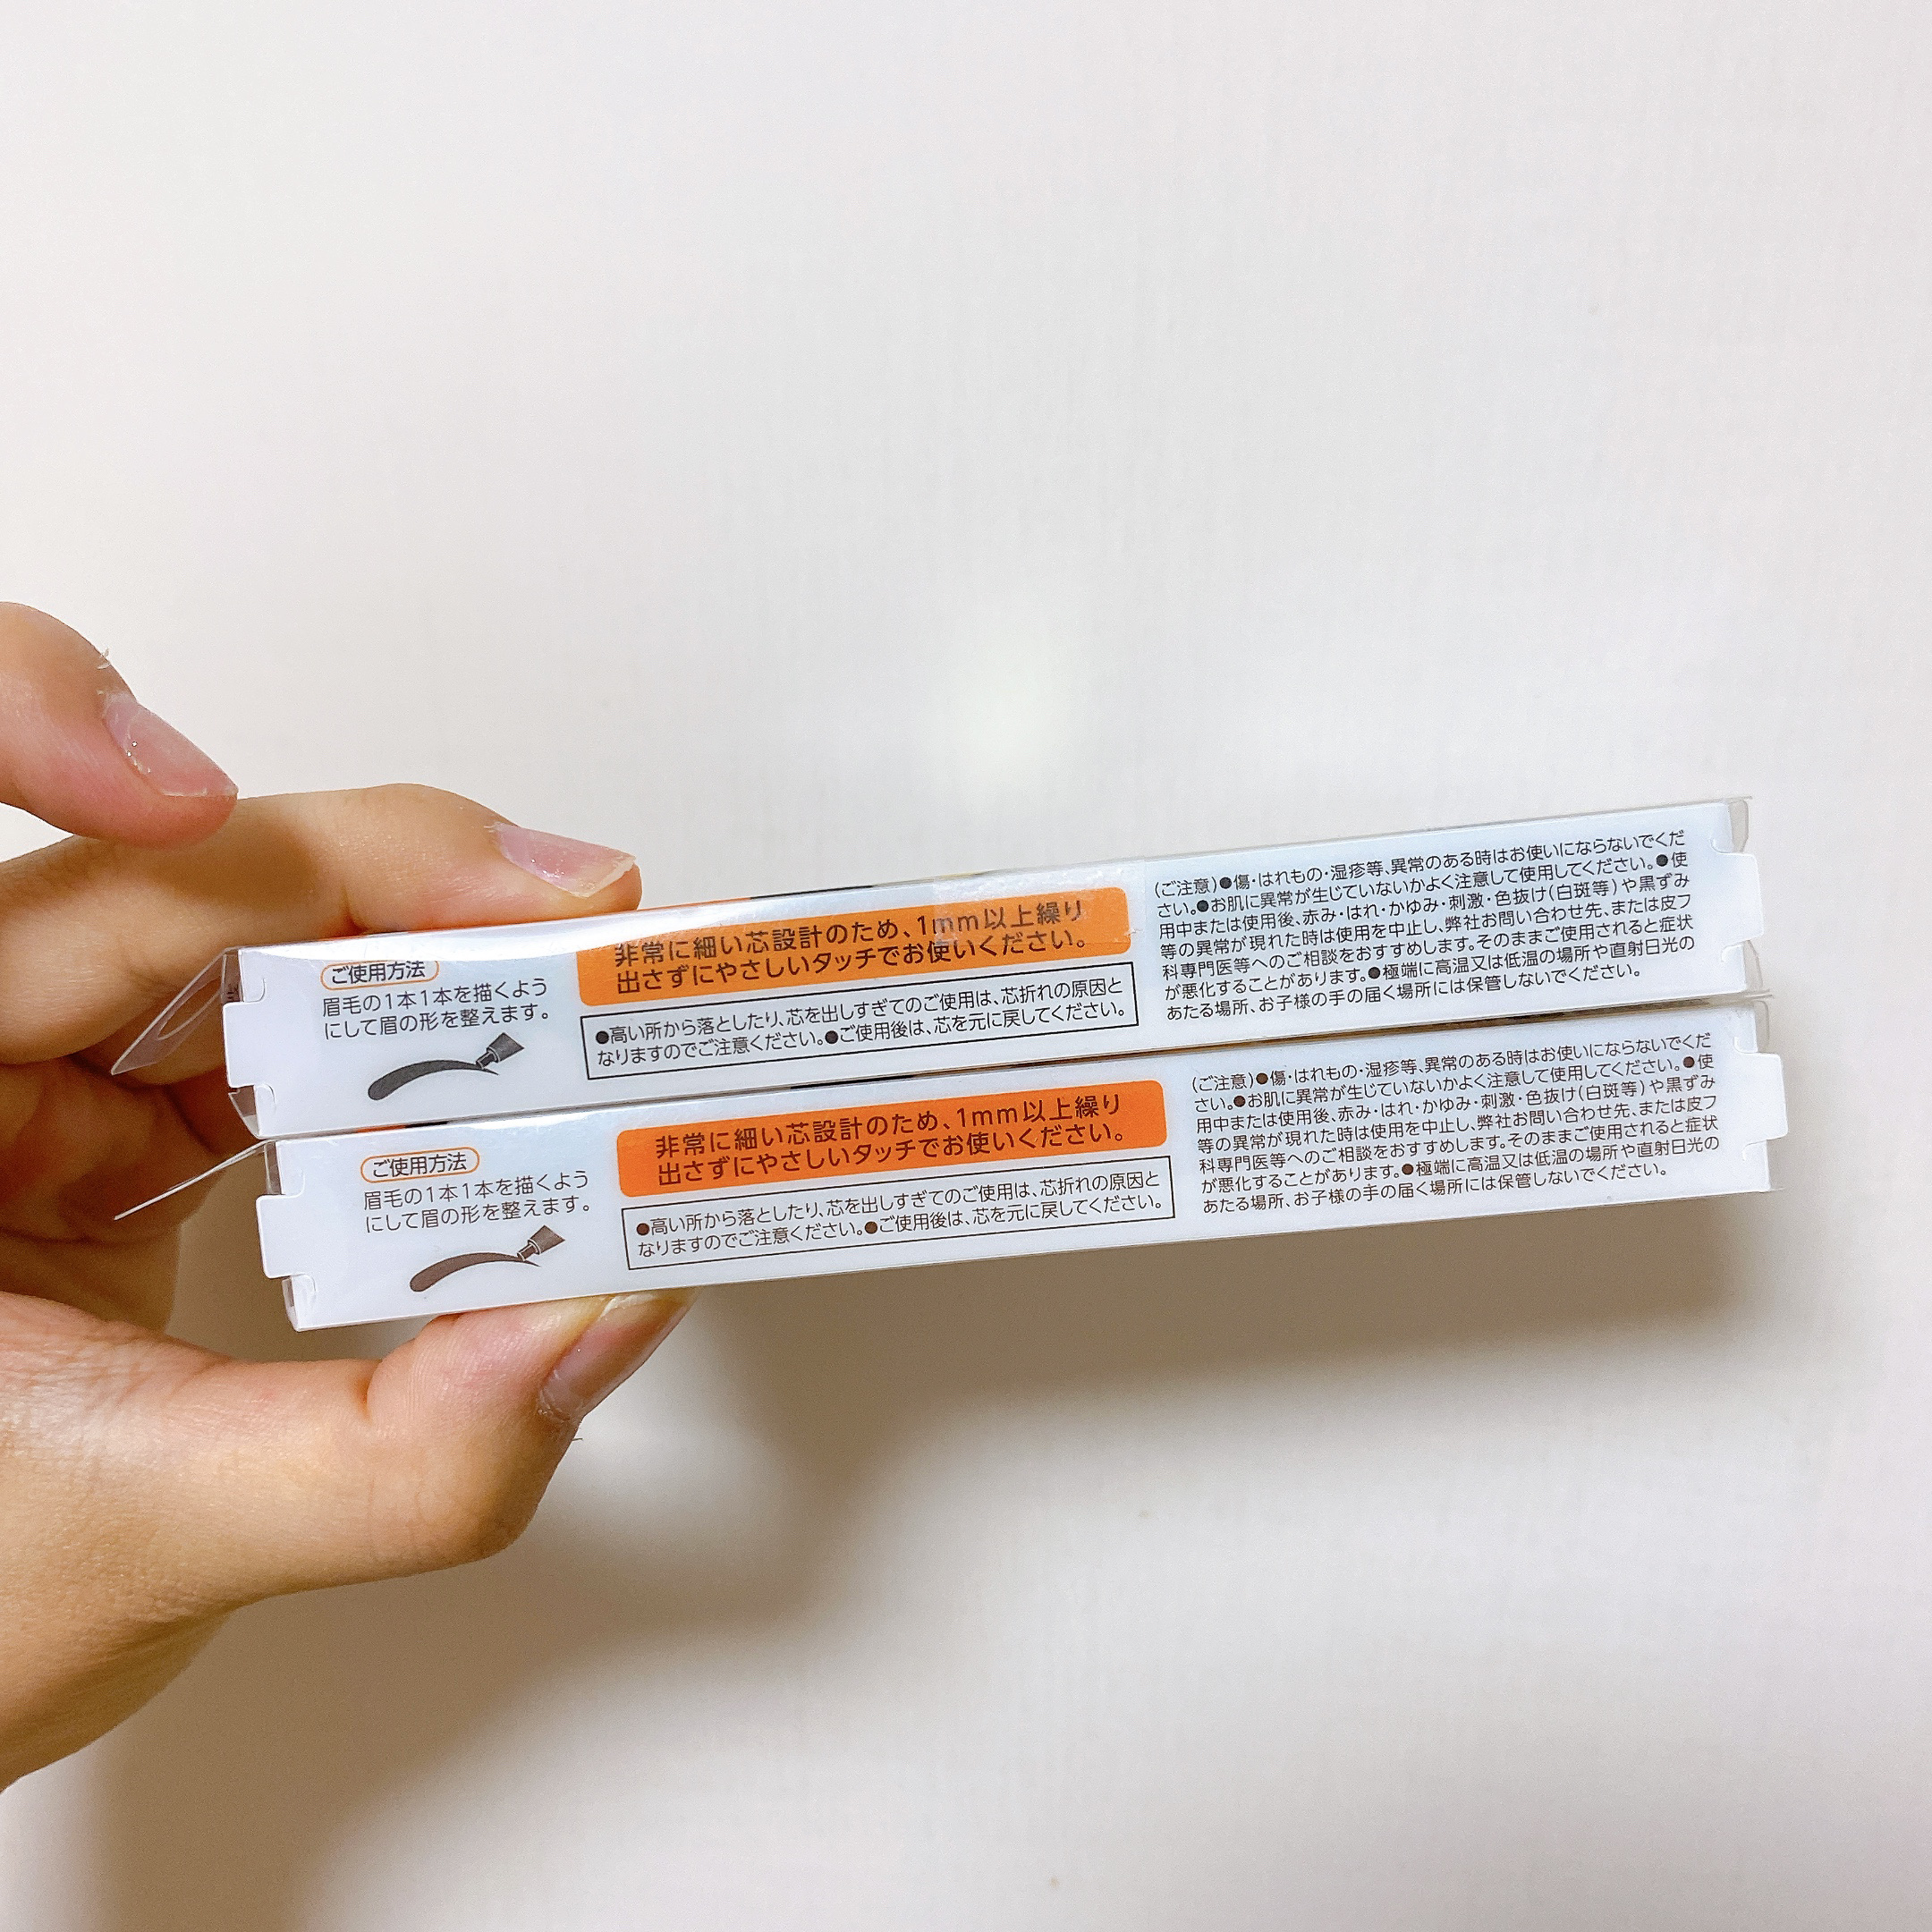 ご使用方法
眉毛の1本1本を描くよう
にして眉の形を整えます。
非常に細い芯設計のため、1mm以上繰り
出さずにやさしいタッチでお使いください。
●高い所から落としたり、芯を出しすぎてのご使用は、芯折れの原因と
なりますのでご注意ください。●ご使用後は、芯を元に戻してください。
(ご注意)●傷・はれもの・湿疹等、異常のある時はお使いにならないでくだ
さい。●お肌に異常が生じていないかよく注意して使用してください。●使
用中または使用後、赤み・はれ・かゆみ・刺激・色抜け(白斑等)や黒ずみ
等の異常が現れた時は使用を中止し、弊社お問い合わせ先、または皮フ
科専門医等へのご相談をおすすめします。そのままご使用されると症状
が悪化することがあります。●極端に高温又は低温の場所や直射日光の
あたる場所、お子様の手の届く場所には保管しないでください。
ご使用方法
眉毛の1本1本を描くよう
にして眉の形を整えます。
非常に細い芯設計のため、1mm以上繰り
出さずにやさしいタッチでお使いください。
●高い所から落としたり、芯を出しすぎてのご使用は、芯折れの原因と
なりますのでご注意ください。●ご使用後は、芯を元に戻してください。
(ご注意)●傷・はれもの・湿疹等、異常のある時はお使いにならないでくだ
さい。●お肌に異常が生じていないかよく注意して使用してください。●使
用中または使用後、赤み・はれ・かゆみ・刺激・色抜け(白斑等)や黒ずみ
等の異常が現れた時は使用を中止し、弊社お問い合わせ先、または皮フ
科専門医等へのご相談をおすすめします。そのままご使用されると症状
が悪化することがあります。●極端に高温又は低温の場所や直射日光の
あたる場所、お子様の手の届く場所には保管しないでください。